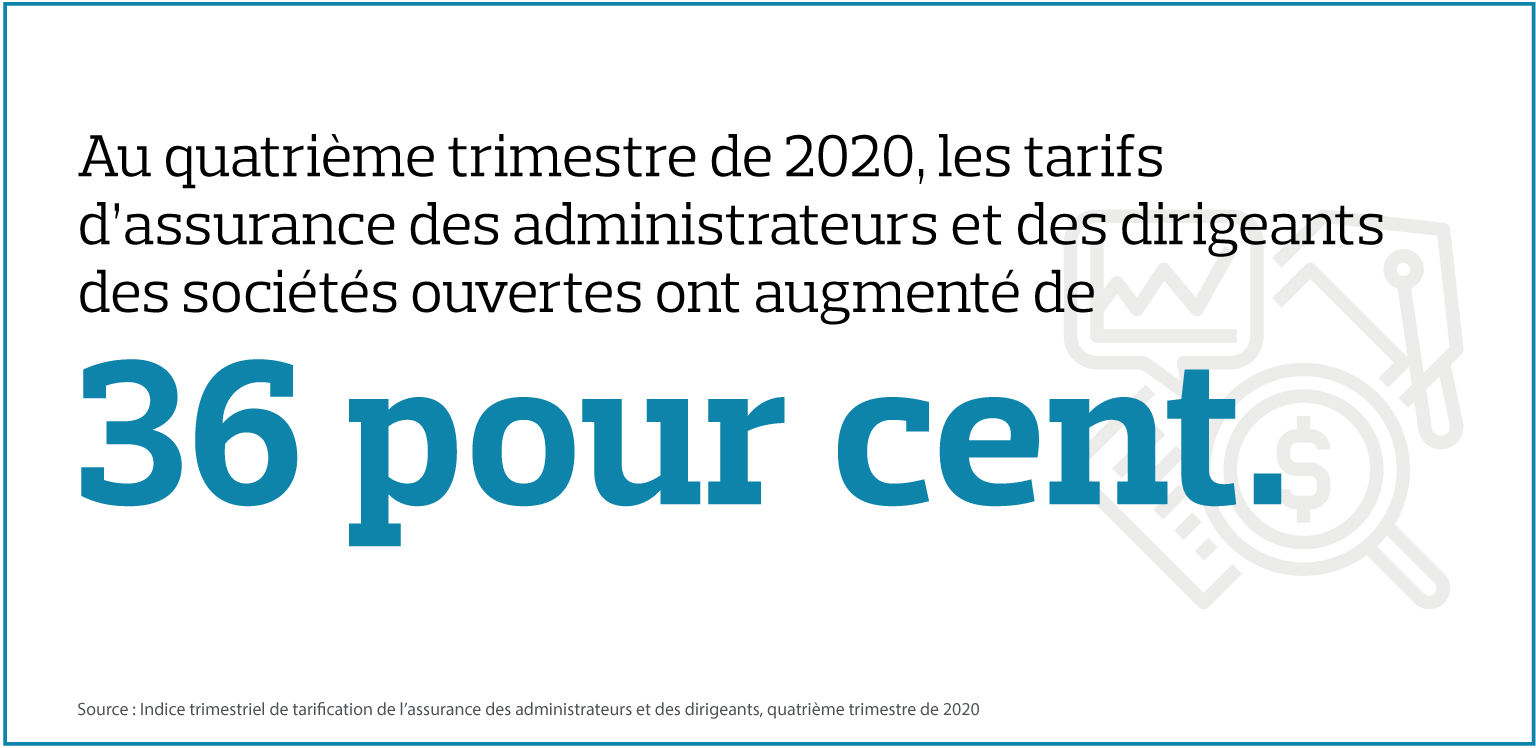 Au quatrième trimestre de 2020, les tarifs
d’assurance des administrateurs et des dirigeants
des sociétés ouvertes ont augmenté de
36 pour cent.
$
Source : Indice trimestriel de tarification de l’assurance des administrateurs et des dirigeants, quatrième trimestre de 2020